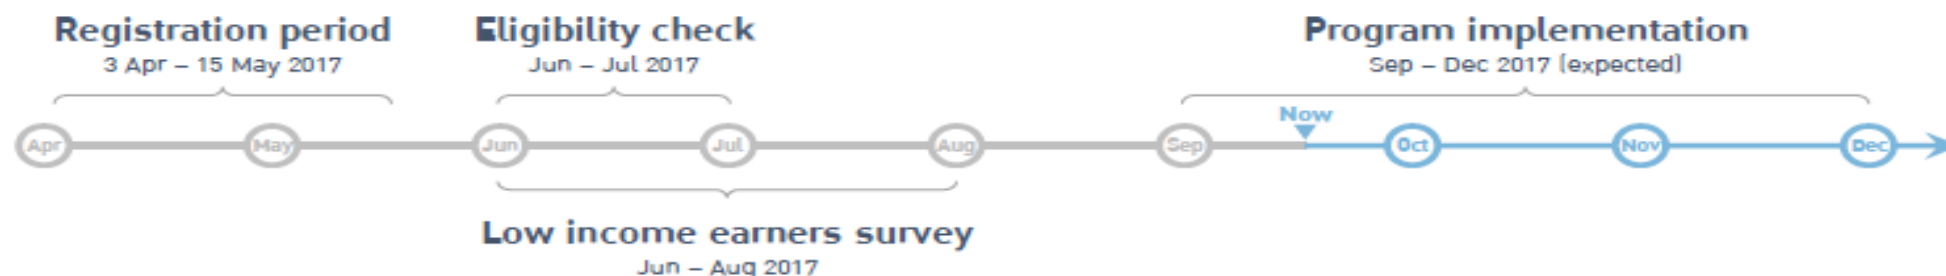 Registration period
3 Apr – 15 May 2017
Eligibility check
Jun – Jul 2017
Program implementation
Sep – Dec 2017 (expected)
Now
Apr May Jun Jul Aug Sep Oct Nov Dec
Low income earners survey
Jun – Aug 2017